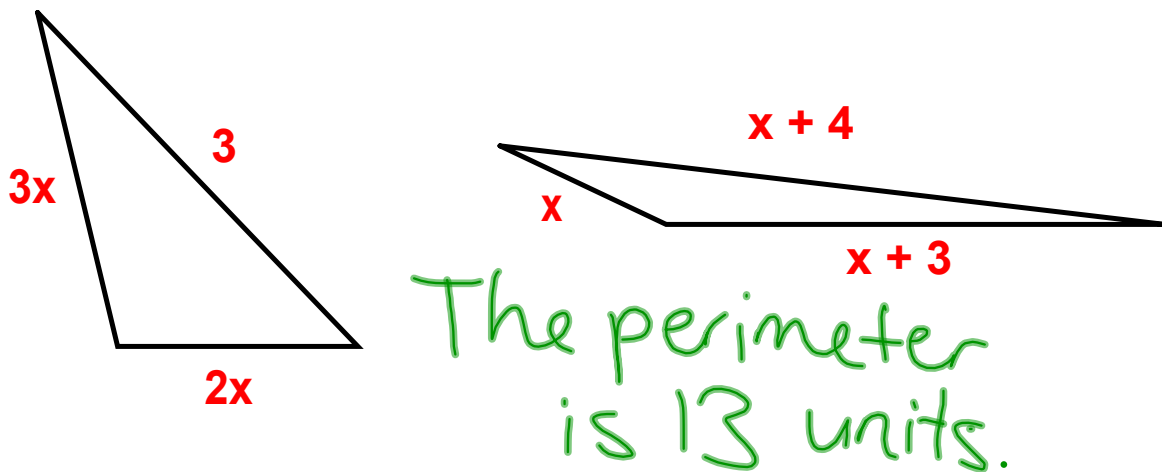 3x
3
2x
x + 4
x
x + 3
The perimeter
is 13 units.